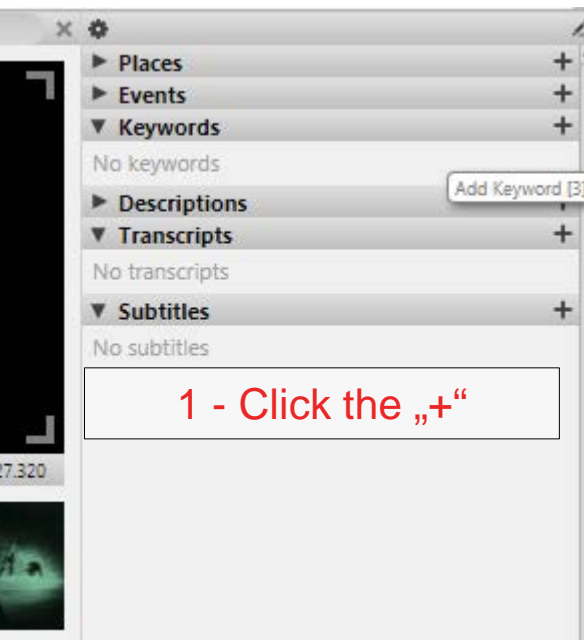 Places
Events
Keywords
No keywords
Add Keyword [3]
Descriptions
Transcripts
No transcripts
Subtitles
No subtitles
1 - Click the „+“
27.320